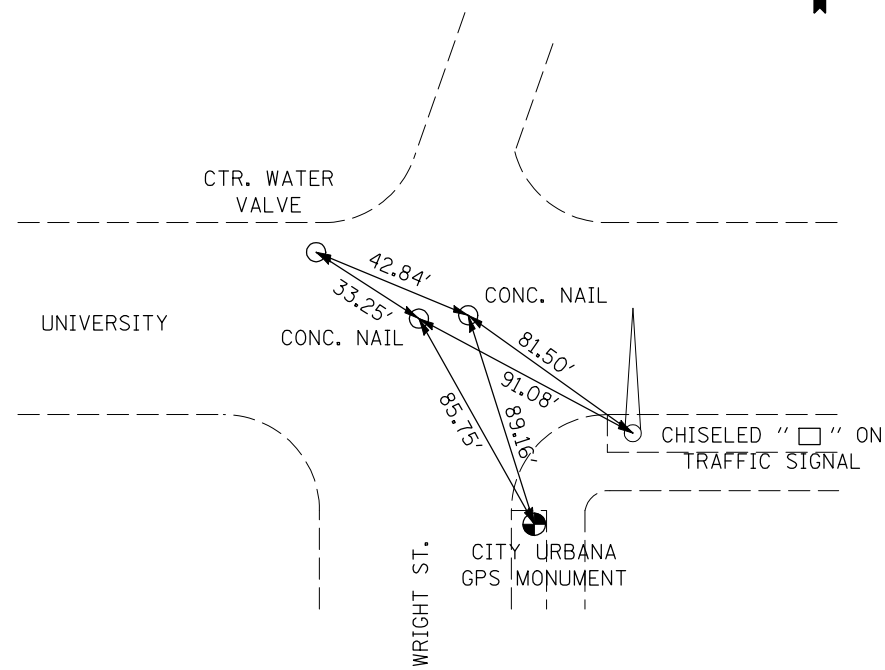 CTR. WATER
VALVE
42.84'
33.25'
CONC. NAIL
UNIVERSITY
CONC. NAIL
81.50'
91.08'
85.75'
89.16'
CHISELED "□" ON
TRAFFIC SIGNAL
CITY URBANA
GPS MONUMENT
WRIGHT ST.